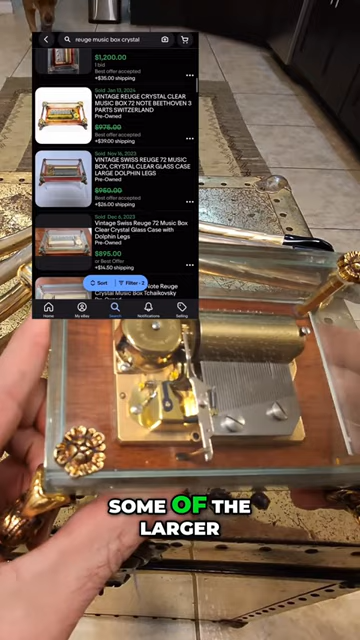 reuge music box crystal
$1,200.00
1 bid
Best offer accepted
+$35.00 shipping
Sold Jan 13, 2024
VINTAGE REUGE CRYSTAL CLEAR
MUSIC BOX 72 NOTE BEETHOVEN 3
PARTS SWITZERLAND
Pre-Owned
$975.00
Best offer accepted
+$39.00 shipping
Sold Nov 16, 2023
VINTAGE SWISS REUGE 72 MUSIC
BOX, CRYSTAL CLEAR GLASS CASE
LARGE DOLPHIN LEGS
Pre-Owned
$950.00
Best offer accepted
+$26.00 shipping
Sold Dec 6, 2023
Vintage Swiss Reuge 72 Music Box
Clear Crystal Glass Case with
Dolphin Legs
Pre-Owned
$895.00
or Best Offer
+$14.50 shipping
Sort
Filter • 2
Note Reuge
Crystal Music Box Tchaikovsky
Home
My eBay
Search
Notifications
Selling
SOME OF THE
LARGER